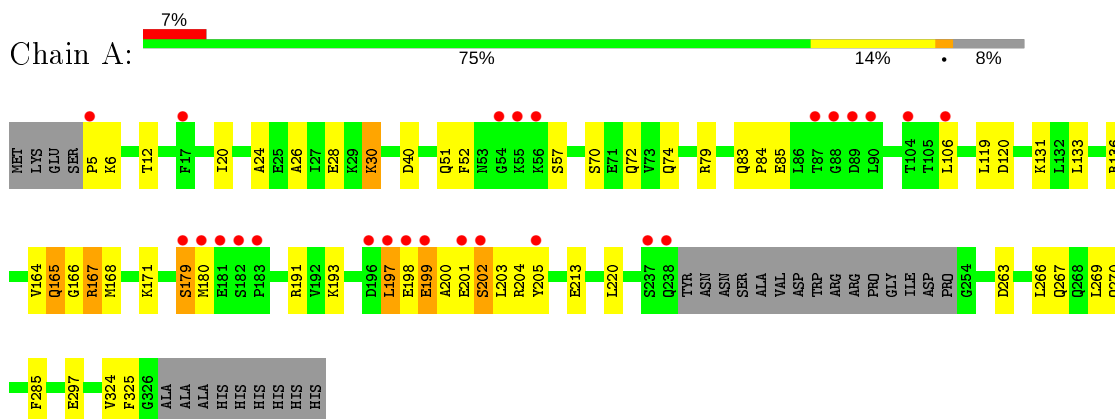 7%
Chain A:
75% 14% • 8%
MET LYS GLU SER P5 K6 T12 F17 I20 A24 E25 A26 I27 E28 K29 K30 D40 Q51 F52 N53 G54 K55 K56 S57 S70 E71 Q72 V73 Q74 R79 Q83 P84 E85 L86 T87 G88 D89 L90 T104 T105 L106 L119 D120 K131 L132 L133 R136
V164 Q165 G166 R167 M168 K171 S179 M180 E181 S182 P183 R191 V192 K193 D196 L197 E198 E199 A200 E201 S202 L203 R204 Y205 E213 L220 S237 Q238 TYR ASN ASN SER ALA VAL ASP TRP ARG ARG PRO GLY ILE ASP PRO G254 D263 L266 Q267 Q268 L269
F285 E297 V324 F325 G326 ALA ALA ALA HIS HIS HIS HIS HIS HIS